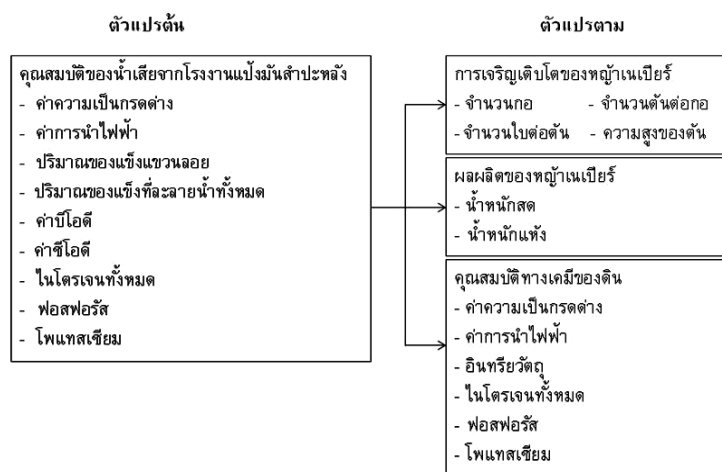 ตัวแปรต้น
คุณสมบัติของน้ำเสียจากโรงงานแป้งมันสำปะหลัง
- ค่าความเป็นกรดด่าง
- ค่าการนำไฟฟ้า
- ปริมาณของแข็งแขวนลอย
- ปริมาณของแข็งที่ละลายน้ำทั้งหมด
- ค่าบีโอดี
- ค่าซีโอดี
- ไนโตรเจนทั้งหมด
- ฟอสฟอรัส
- โพแทสเซียม
ตัวแปรตาม
การเจริญเติบโตของหญ้าเนเปียร์
- จำนวนกอ - จำนวนต้นต่อกอ
- จำนวนใบต่อต้น - ความสูงของต้น
ผลผลิตของหญ้าเนเปียร์
- น้ำหนักสด
- น้ำหนักแห้ง
คุณสมบัติทางเคมีของดิน
- ค่าความเป็นกรดด่าง
- ค่าการนำไฟฟ้า
- อินทรียวัตถุ
- ไนโตรเจนทั้งหมด
- ฟอสฟอรัส
- โพแทสเซียม